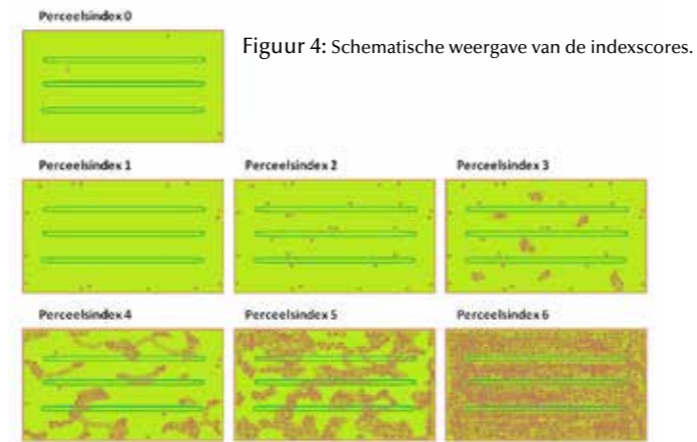 Perceelsindex 0
Figuur 4: Schematische weergave van de indexscores.
Perceelsindex 1
Perceelsindex 2
Perceelsindex 3
Perceelsindex 4
Perceelsindex 5
Perceelsindex 6